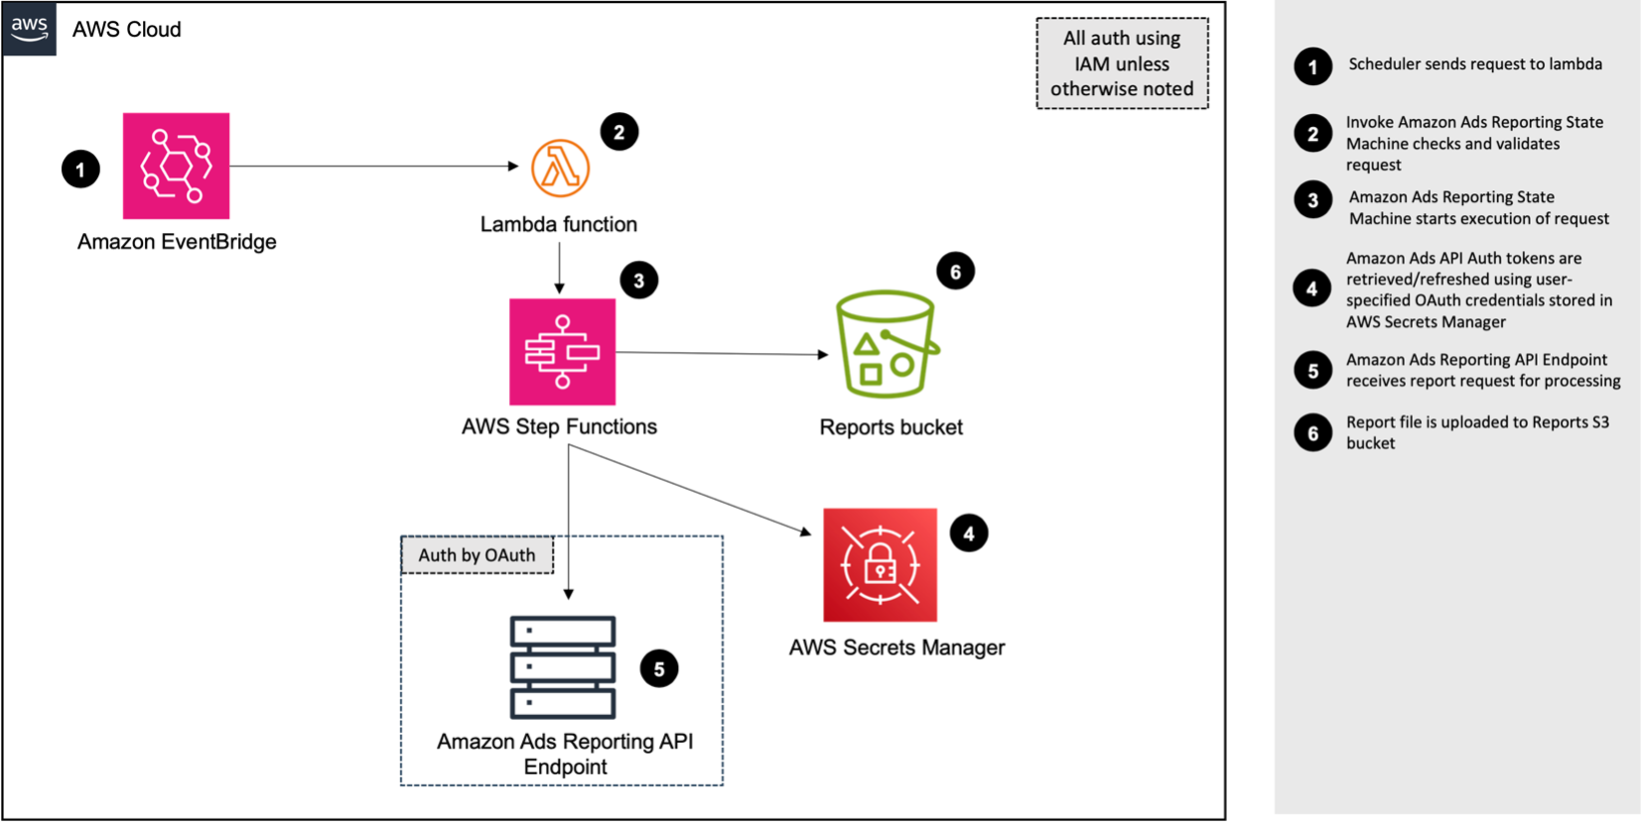 aws
AWS Cloud
All auth using
IAM unless
otherwise noted
1
Amazon EventBridge
2
Lambda function
3
AWS Step Functions
6
Reports bucket
4
AWS Secrets Manager
Auth by OAuth
5
Amazon Ads Reporting API
Endpoint
1
Scheduler sends request to lambda
2
Invoke Amazon Ads Reporting State
Machine checks and validates
request
3
Amazon Ads Reporting State
Machine starts execution of request
4
Amazon Ads API Auth tokens are
retrieved/refreshed using user-
specified OAuth credentials stored in
AWS Secrets Manager
5
Amazon Ads Reporting API Endpoint
receives report request for processing
6
Report file is uploaded to Reports S3
bucket